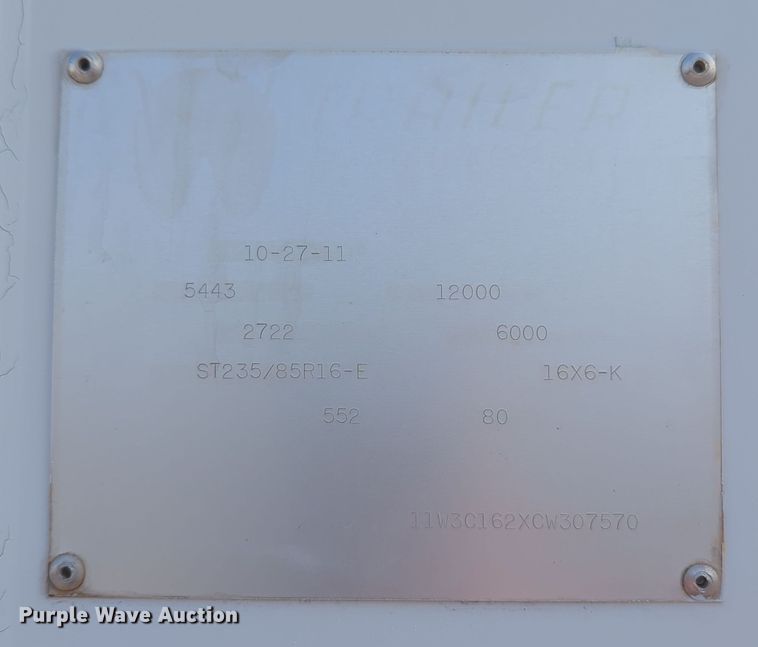 10-27-11
5443 12000
2722 6000
ST235/85R16-E 16X6-K
552 80
11W3C162XCW307570
Purple Wave Auction